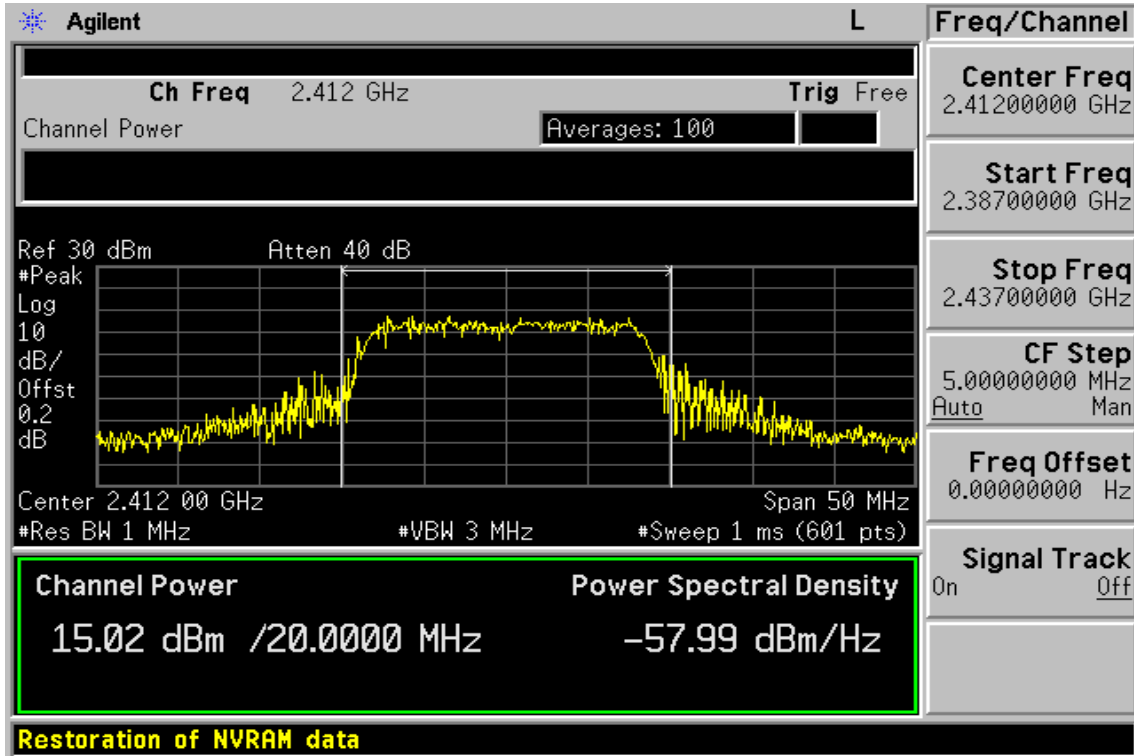 Agilent L
Ch Freq 2.412 GHz Trig Free
Channel Power Averages: 100
Ref 30 dBm Atten 40 dB
#Peak
Log
10
dB/
Offst
0.2
dB
Center 2.412 00 GHz Span 50 MHz
#Res BW 1 MHz #VBW 3 MHz #Sweep 1 ms (601 pts)
Channel Power Power Spectral Density
15.02 dBm /20.0000 MHz -57.99 dBm/Hz
Restoration of NVRAM data
Freq/Channel
Center Freq
2.41200000 GHz
Start Freq
2.38700000 GHz
Stop Freq
2.43700000 GHz
CF Step
5.00000000 MHz
Auto Man
Freq Offset
0.00000000 Hz
Signal Track
On Off